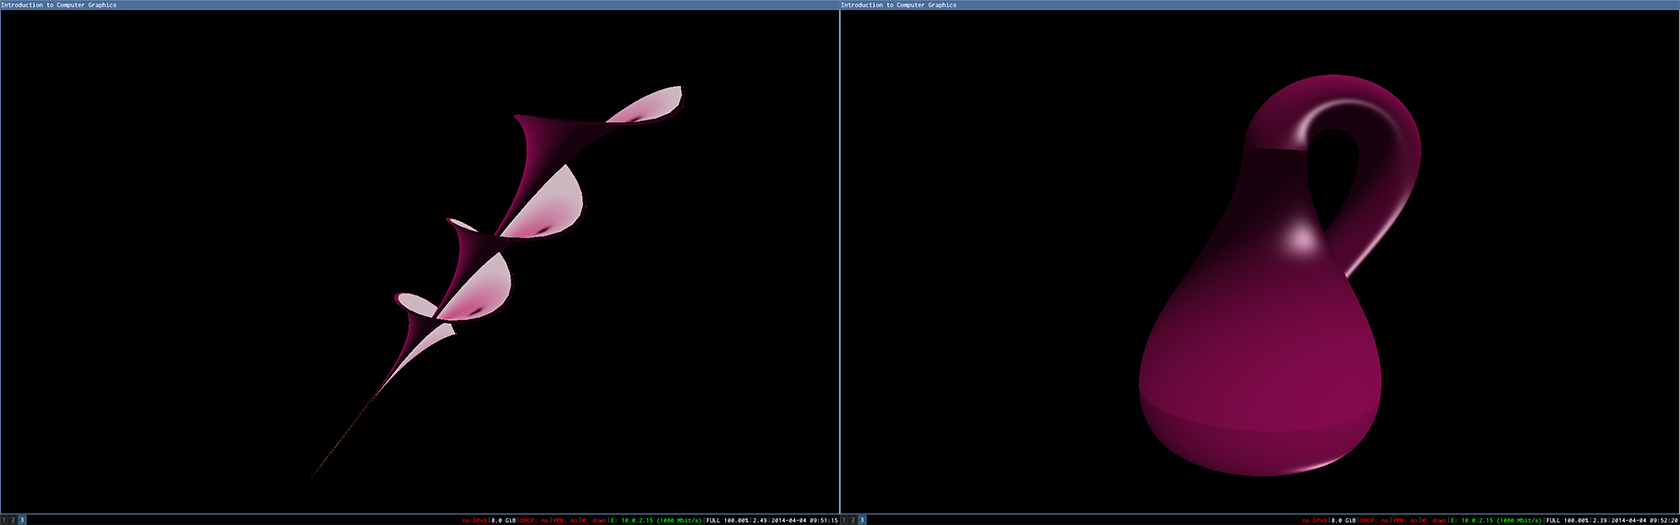 Introduction to Computer Graphics
Introduction to Computer Graphics
1 2 3
no IPv6|8.0 GiB|DHCP: no|VPN: no|W: down|E: 10.0.2.15 (1000 Mbit/s)|FULL 100.00%|2.49|2014-04-04 09:51:15
1 2 3
no IPv6|8.0 GiB|DHCP: no|VPN: no|W: down|E: 10.0.2.15 (1000 Mbit/s)|FULL 100.00%|2.39|2014-04-04